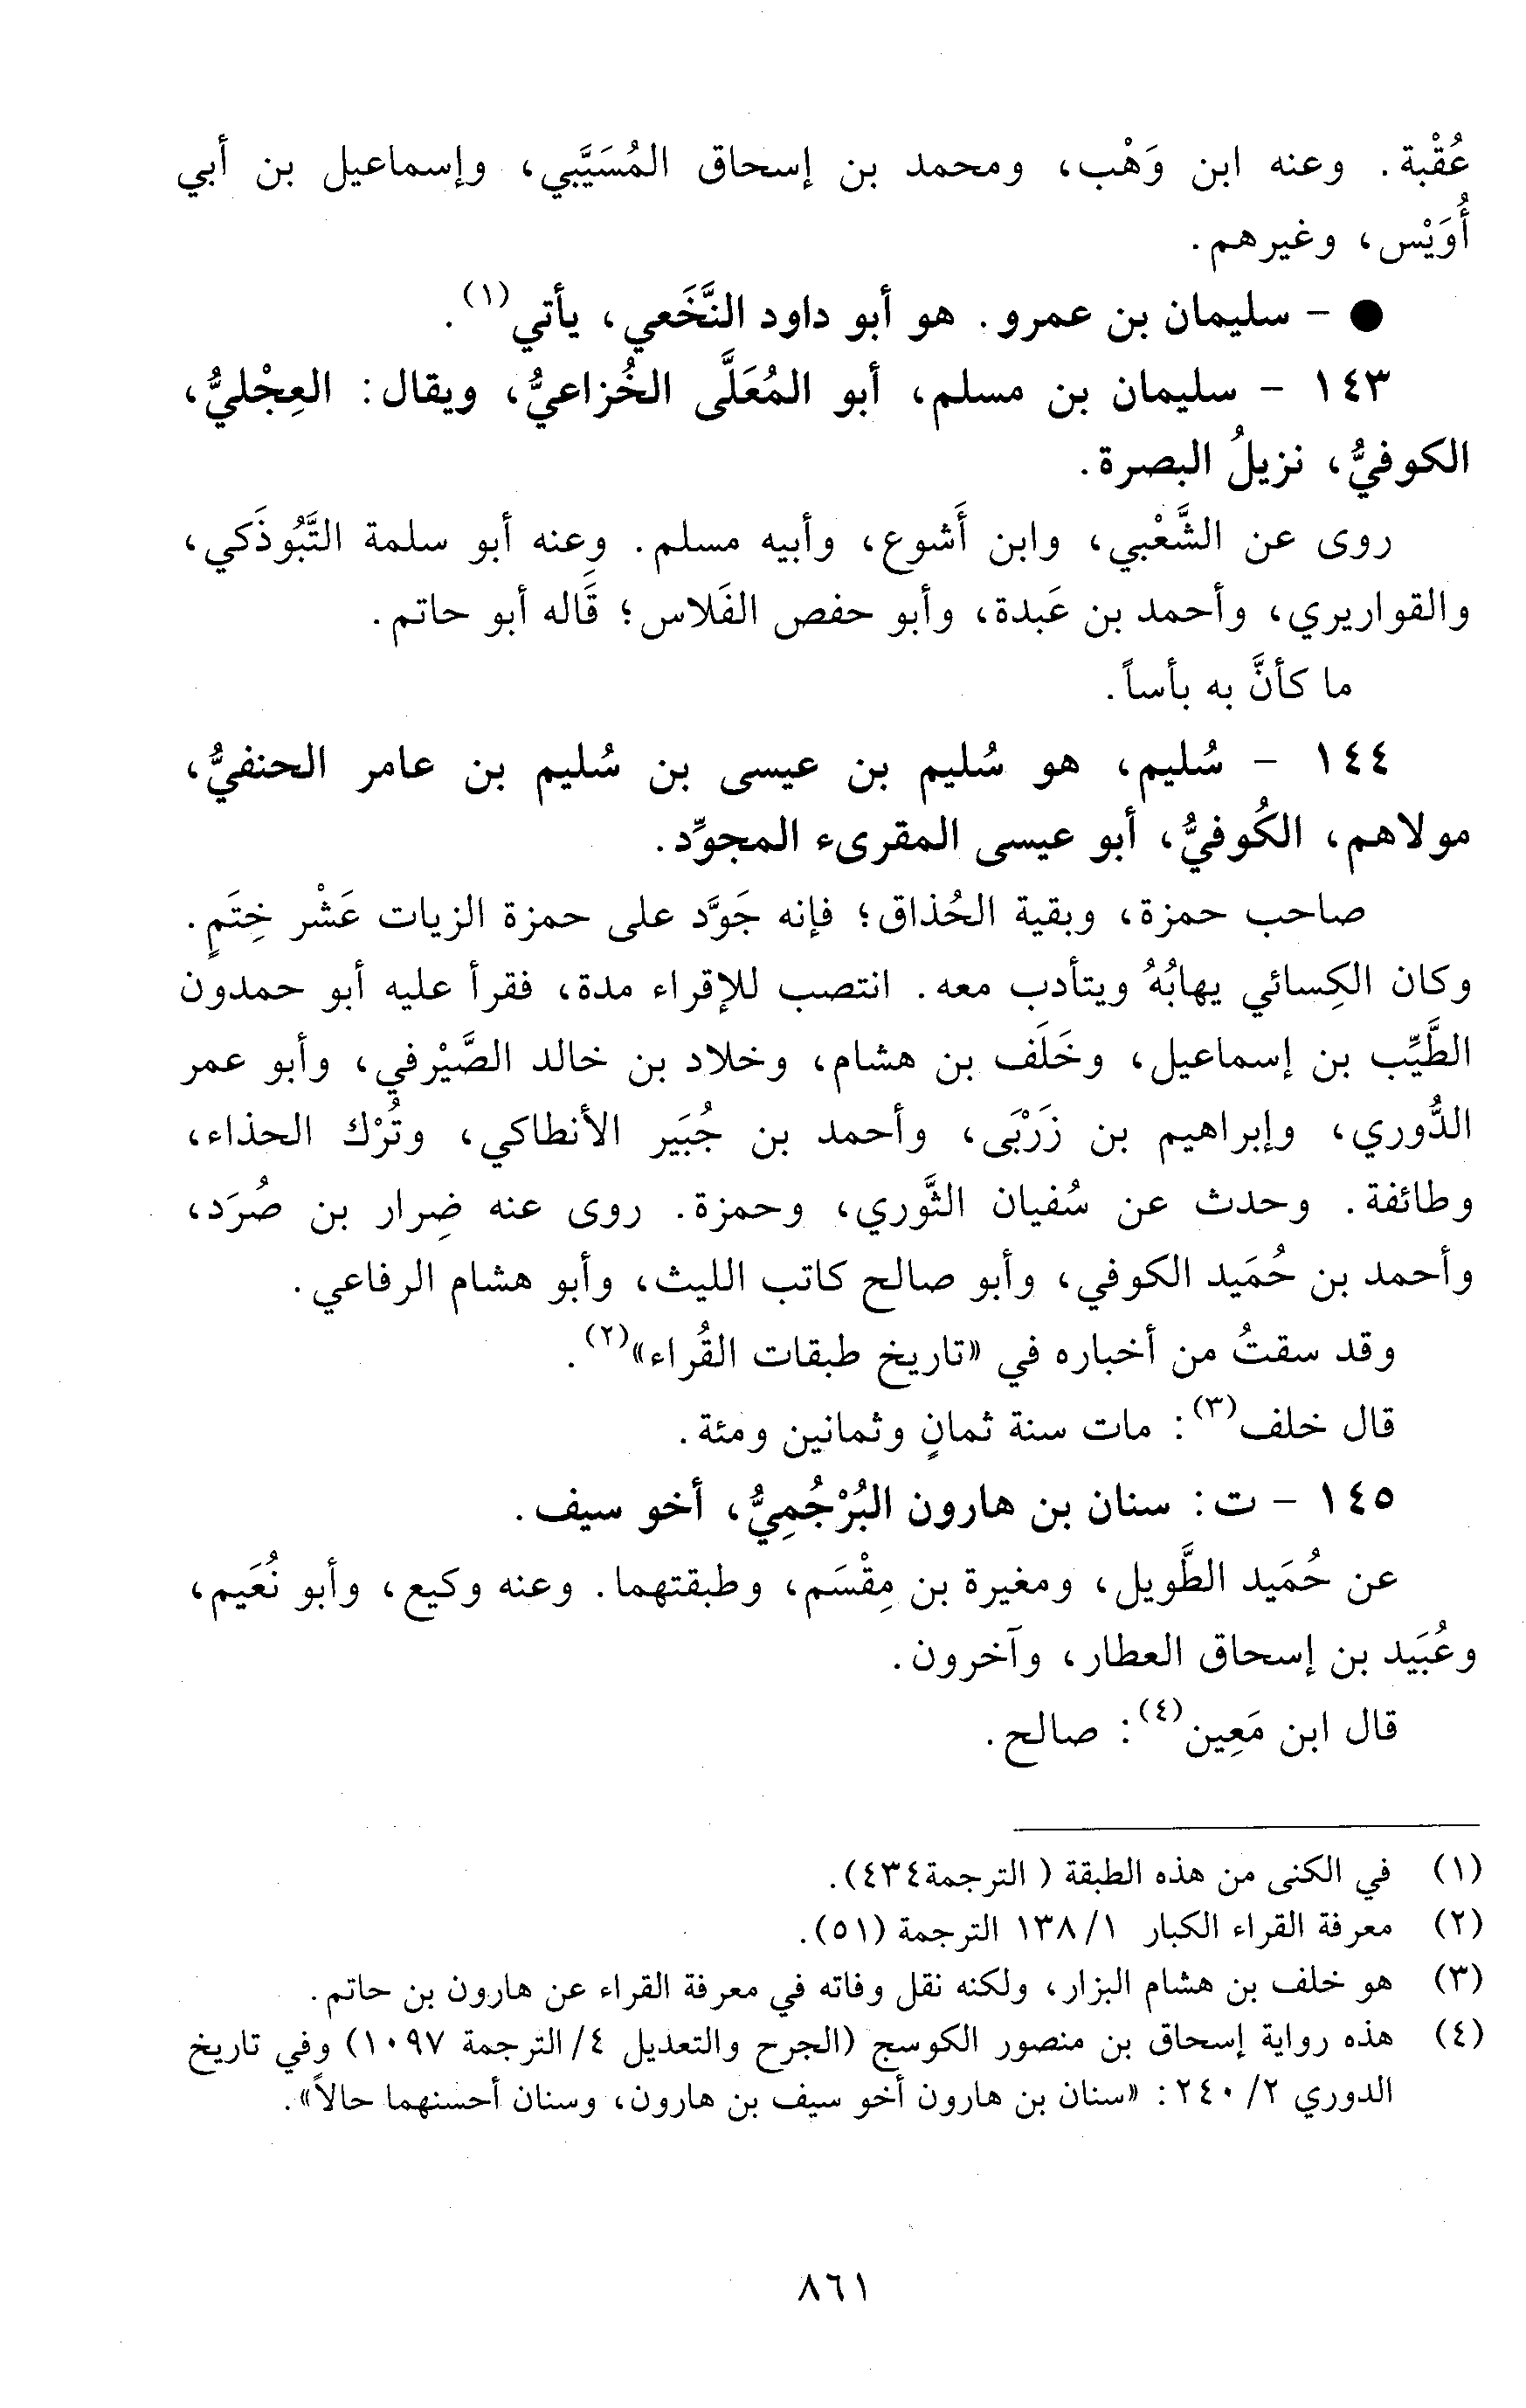 عُقْبة. وعنه ابن وَهْب، ومحمد بن إسحاق المُسَيَّبي، وإسماعيل بن أبي
أُوَيْس، وغيرهم.
● - سليمان بن عمرو. هو أبو داود النَّخَعي، يأتي(١).
١٤٣ - سليمان بن مسلم، أبو المُعَلَّى الخُزاعيُّ، ويقال: العِجْليُّ،
الكوفيُّ، نزيلُ البصرة.
روى عن الشَّعْبي، وابن أَشوع، وأبيه مسلم. وعنه أبو سلمة التَّبُوذَكي،
والقواريري، وأحمد بن عَبدة، وأبو حفص الفَلاس؛ قَاله أبو حاتم.
ما كأنَّ به بأساً.
١٤٤ - سُليم، هو سُليم بن عيسى بن سُليم بن عامر الحنفيُّ،
مولاهم، الكُوفيُّ، أبو عيسى المقرىء المجوِّد.
صاحب حمزة، وبقية الحُذاق؛ فإنه جَوَّد على حمزة الزيات عَشْر خِتَمٍ.
وكان الكِسائي يهابُهُ ويتأدب معه. انتصب للإقراء مدة، فقرأ عليه أبو حمدون
الطَّيِّب بن إسماعيل، وخَلَف بن هشام، وخلاد بن خالد الصَّيْرفي، وأبو عمر
الدُّوري، وإبراهيم بن زَرْبَى، وأحمد بن جُبَير الأنطاكي، وتُرْك الحذاء،
وطائفة. وحدث عن سُفيان الثَّوري، وحمزة. روى عنه ضِرار بن صُرَد،
وأحمد بن حُمَيد الكوفي، وأبو صالح كاتب الليث، وأبو هشام الرفاعي.
وقد سقتُ من أخباره في «تاريخ طبقات القُراء»(٢).
قال خلف(٣): مات سنة ثمانٍ وثمانين ومئة.
١٤٥ - ت: سنان بن هارون البُرْجُمِيُّ، أخو سيف.
عن حُمَيد الطَّويل، ومغيرة بن مِقْسَم، وطبقتهما. وعنه وكيع، وأبو نُعَيم،
وعُبَيد بن إسحاق العطار، وآخرون.
قال ابن مَعِين(٤): صالح.
(١) في الكنى من هذه الطبقة ( الترجمة٤٣٤).
(٢) معرفة القراء الكبار ١/ ١٣٨ الترجمة (٥١).
(٣) هو خلف بن هشام البزار، ولكنه نقل وفاته في معرفة القراء عن هارون بن حاتم.
(٤) هذه رواية إسحاق بن منصور الكوسج (الجرح والتعديل ٤/ الترجمة ١٠٩٧) وفي تاريخ
الدوري ٢/ ٢٤٠: «سنان بن هارون أخو سيف بن هارون، وسنان أحسنهما حالاً».
٨٦١